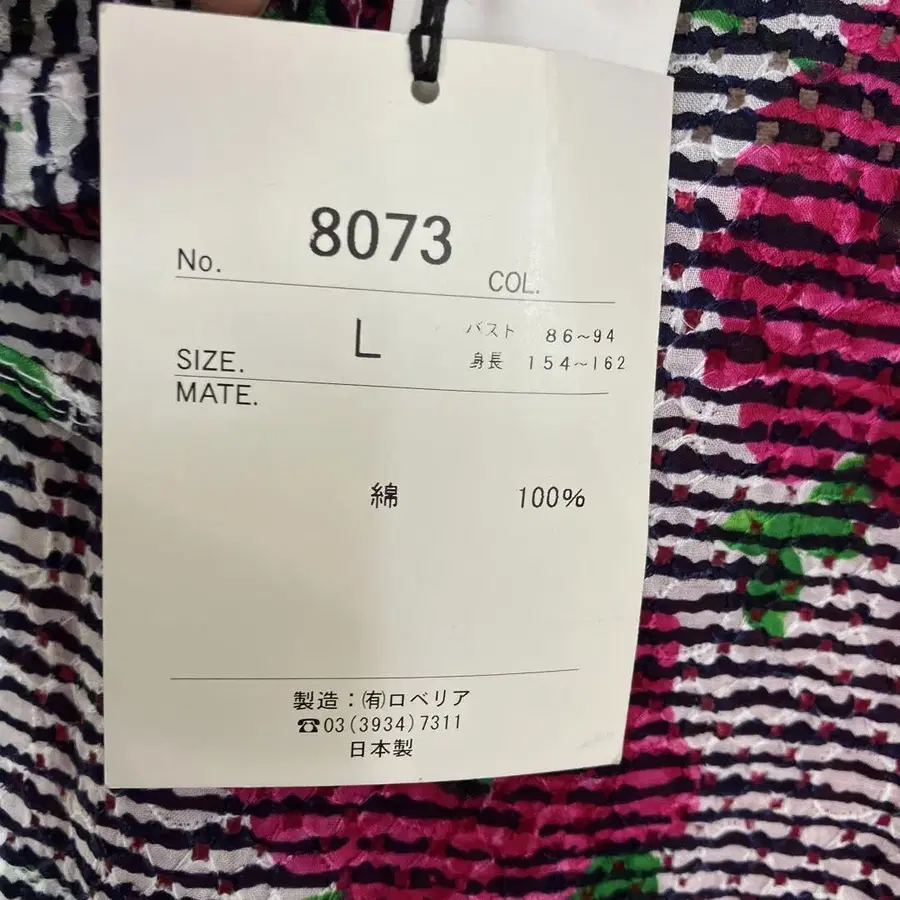 No. 8073 COL.
SIZE. L バスト 86~94
身長 154~162
MATE.
綿 100%
製造:㈲ロベリア
☎03(3934)7311
日本製